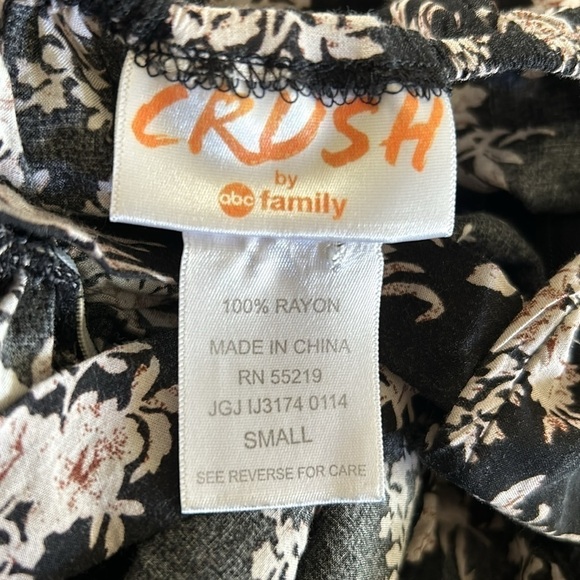 CRUSH
by
abc family
100% RAYON
MADE IN CHINA
RN 55219
JGJ IJ3174 0114
SMALL
SEE REVERSE FOR CARE